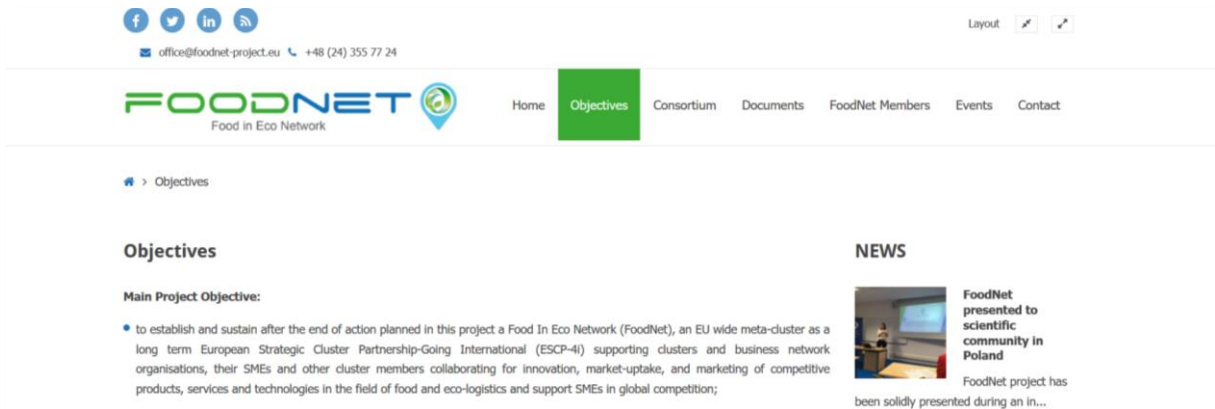 Layout
office@foodnet-project.eu +48 (24) 355 77 24
FOODNET
Food in Eco Network
Home Objectives Consortium Documents FoodNet Members Events Contact
> Objectives
Objectives
Main Project Objective:
• to establish and sustain after the end of action planned in this project a Food In Eco Network (FoodNet), an EU wide meta-cluster as a
long term European Strategic Cluster Partnership-Going International (ESCP-4i) supporting clusters and business network
organisations, their SMEs and other cluster members collaborating for innovation, market-uptake, and marketing of competitive
products, services and technologies in the field of food and eco-logistics and support SMEs in global competition;
NEWS
FoodNet
presented to
scientific
community in
Poland
FoodNet project has
been solidly presented during an in...